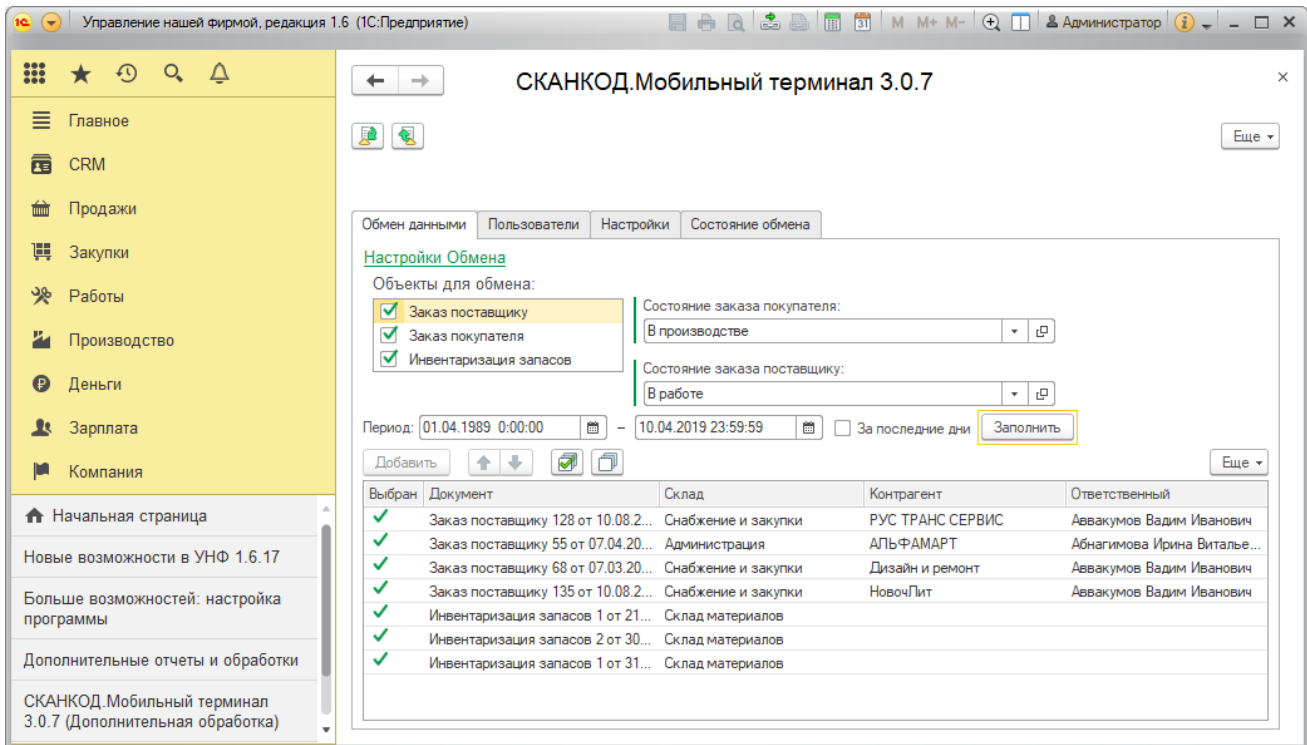 1С Управление нашей фирмой, редакция 1.6 (1С:Предприятие) 31 M M+ M- Администратор
СКАНКОД.Мобильный терминал 3.0.7
Еще
Главное
CRM
Продажи
Закупки
Работы
Производство
Деньги
Зарплата
Компания
Начальная страница
Новые возможности в УНФ 1.6.17
Больше возможностей: настройка
программы
Дополнительные отчеты и обработки
СКАНКОД.Мобильный терминал
3.0.7 (Дополнительная обработка)
Обмен данными Пользователи Настройки Состояние обмена
Настройки Обмена
Объекты для обмена:
Заказ поставщику
Заказ покупателя
Инвентаризация запасов
Состояние заказа покупателя:
В производстве
Состояние заказа поставщику:
В работе
Период: 01.04.1989 0:00:00 – 10.04.2019 23:59:59 За последние дни Заполнить
Добавить Еще
Выбран Документ Склад Контрагент Ответственный
Заказ поставщику 128 от 10.08.2... Снабжение и закупки РУС ТРАНС СЕРВИС Аввакумов Вадим Иванович
Заказ поставщику 55 от 07.04.20... Администрация АЛЬФАМАРТ Абнагимова Ирина Виталье...
Заказ поставщику 68 от 07.03.20... Снабжение и закупки Дизайн и ремонт Аввакумов Вадим Иванович
Заказ поставщику 135 от 10.08.2... Снабжение и закупки НовочЛит Аввакумов Вадим Иванович
Инвентаризация запасов 1 от 21... Склад материалов
Инвентаризация запасов 2 от 30... Склад материалов
Инвентаризация запасов 1 от 31... Склад материалов